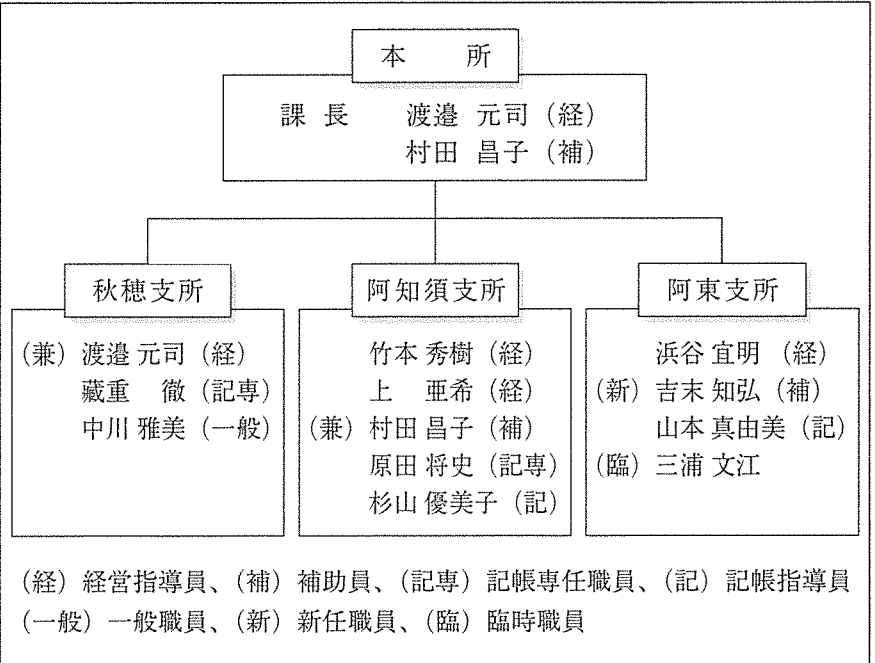 本 所
課 長 渡邉 元司（経）
村田 昌子（補）
秋穂支所
（兼）渡邉 元司（経）
藏重 徹（記専）
中川 雅美（一般）
阿知須支所
竹本 秀樹（経）
上 亜希（経）
（兼）村田 昌子（補）
原田 将史（記専）
杉山 優美子（記）
阿東支所
浜谷 宜明（経）
（新）吉末 知弘（補）
山本 真由美（記）
（臨）三浦 文江
（経）経営指導員、（補）補助員、（記専）記帳専任職員、（記）記帳指導員
（一般）一般職員、（新）新任職員、（臨）臨時職員